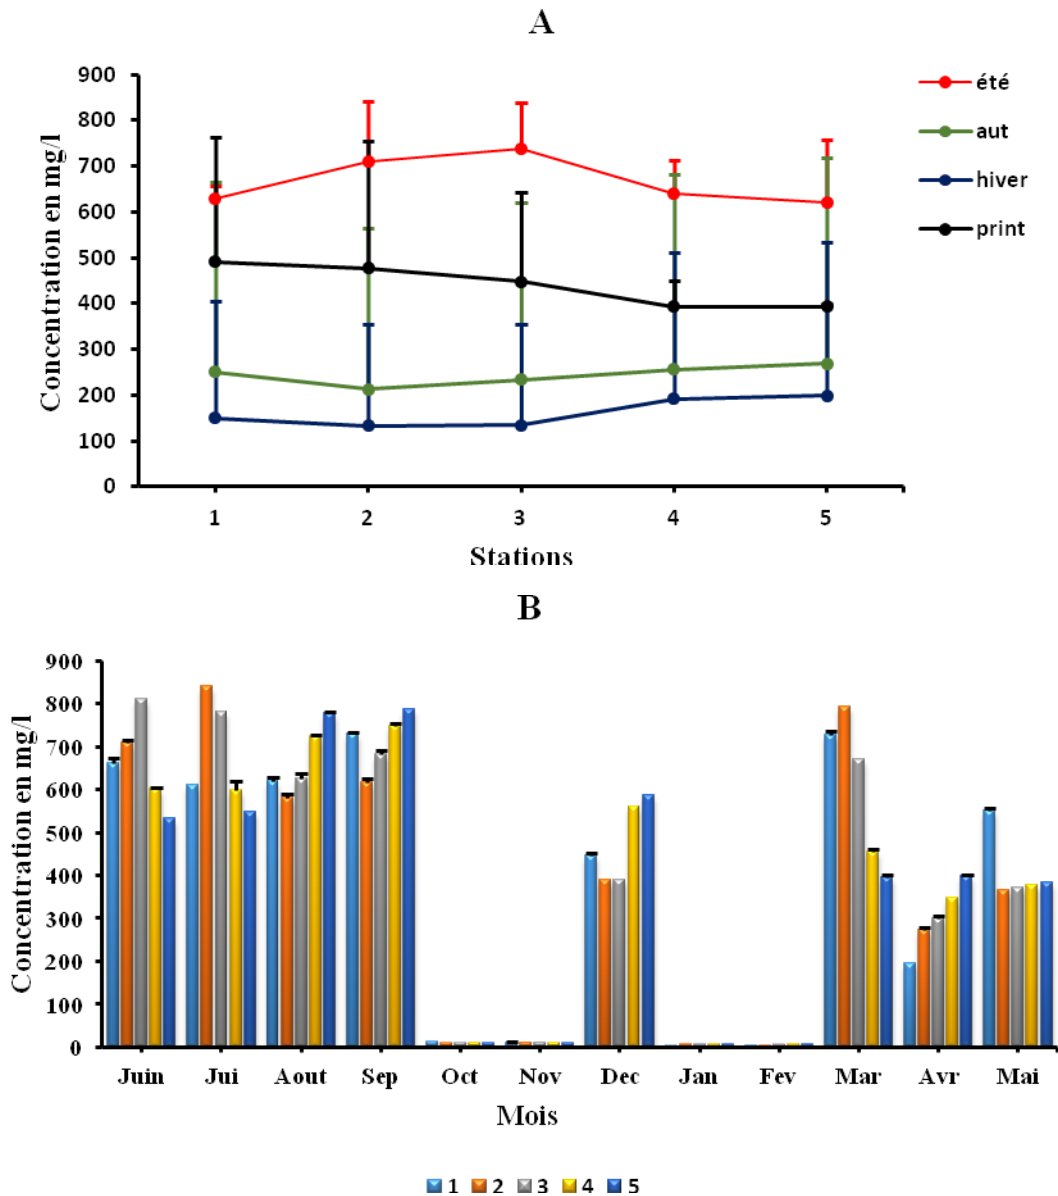 A
Concentration en mg/l
900
800
700
600
500
400
300
200
100
0
1 2 3 4 5
Stations
été
aut
hiver
print
B
Concentration en mg/l
900
800
700
600
500
400
300
200
100
0
Juin Jui Aout Sep Oct Nov Dec Jan Fev Mar Avr Mai
Mois
1 2 3 4 5